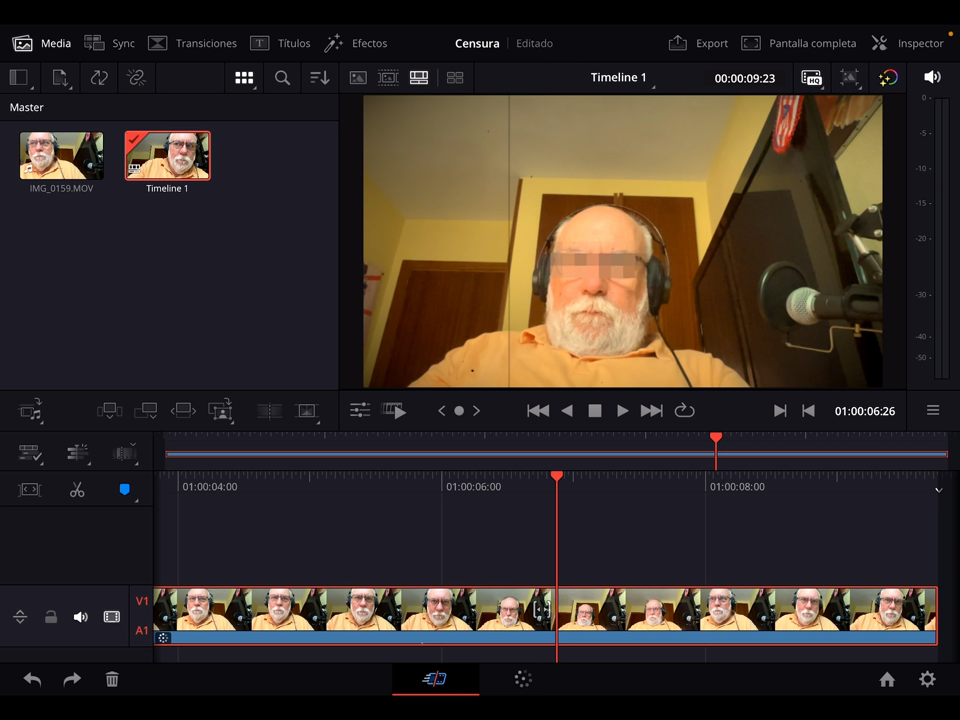 Media Sync Transiciones Títulos Efectos Censura Editado Export Pantalla completa Inspector
Timeline 1 00:00:09:23 HQ
Master
IMG_0159.MOV Timeline 1
0
-5
-10
-15
-20
-30
-40
-50
01:00:06:26
01:00:04:00 01:00:06:00 01:00:08:00
V1
A1